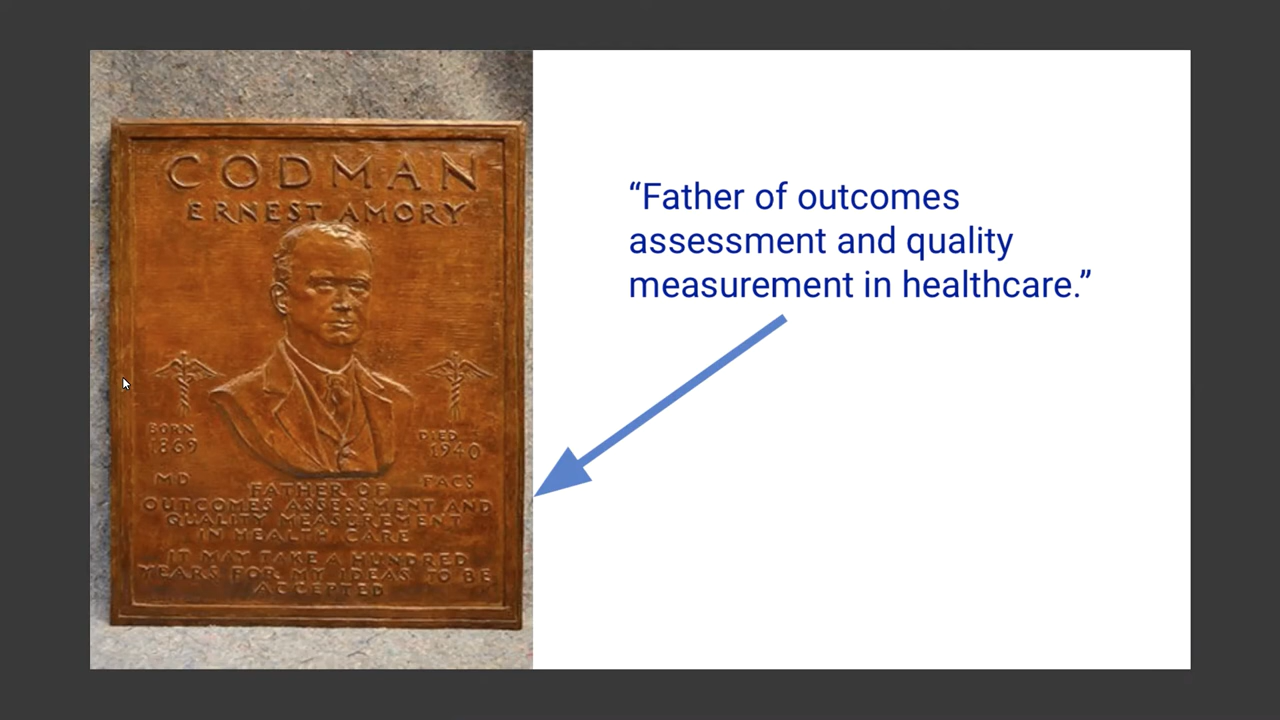 CODMAN
ERNEST AMORY
BORN
1869
DIED
1940
MD
FACS
FATHER OF
OUTCOMES ASSESSMENT AND
QUALITY MEASUREMENT
IN HEALTH CARE
IT MAY TAKE A HUNDRED
YEARS FOR MY IDEAS TO BE
ACCEPTED
“Father of outcomes
assessment and quality
measurement in healthcare.”